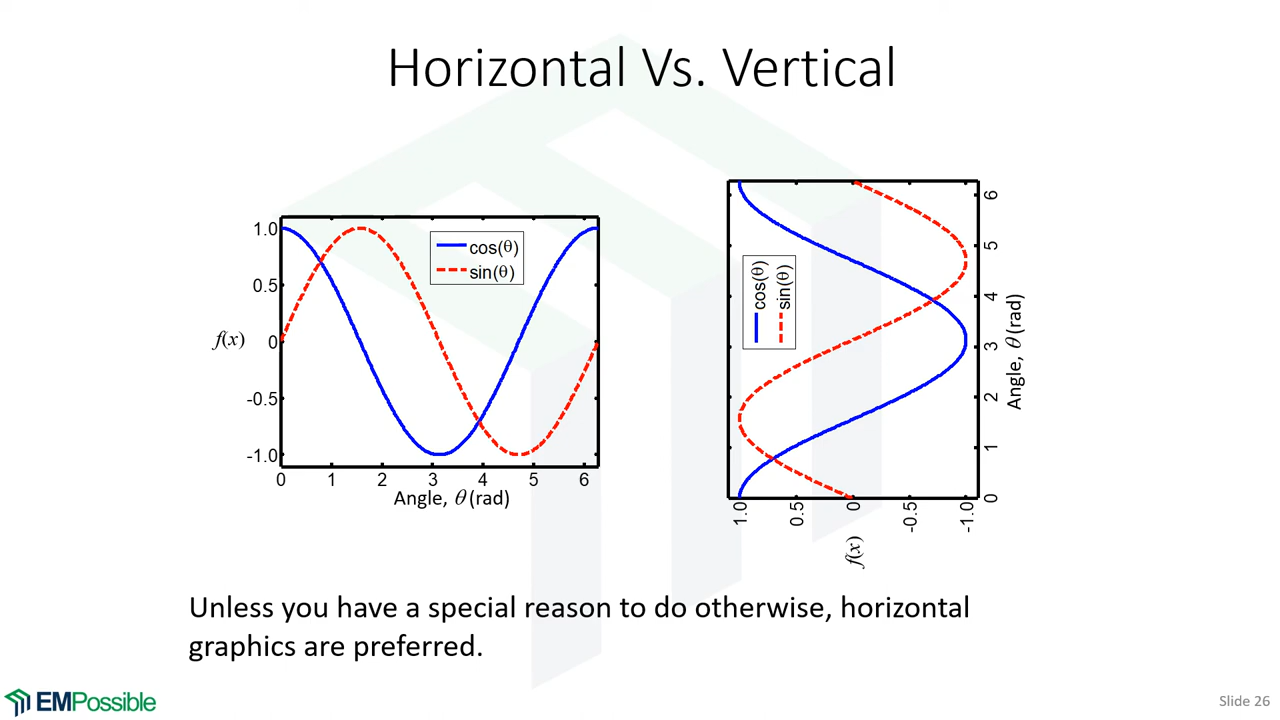 Horizontal Vs. Vertical
1.0
0.5
0
-0.5
-1.0
f(x)
cos(θ)
sin(θ)
0 1 2 3 4 5 6
Angle, θ (rad)
cos(θ)
sin(θ)
1.0 0.5 0 -0.5 -1.0
f(x)
0 1 2 3 4 5 6
Angle, θ (rad)
Unless you have a special reason to do otherwise, horizontal
graphics are preferred.
EMPossible
Slide 26